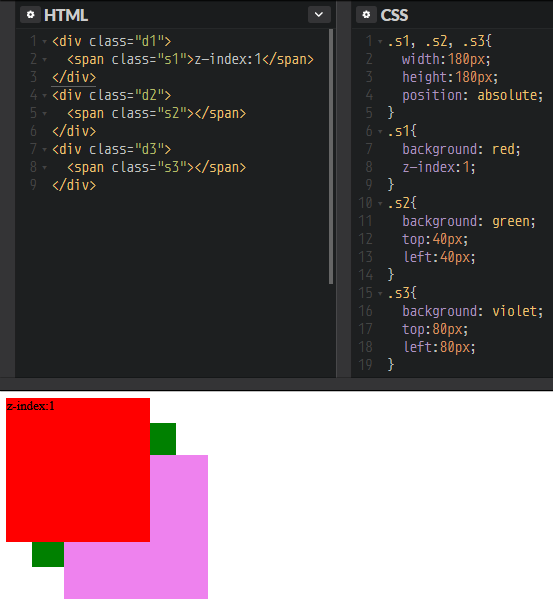 HTML
1 <div class="d1">
2   <span class="s1">z-index:1</span>
3 </div>
4 <div class="d2">
5   <span class="s2"></span>
6 </div>
7 <div class="d3">
8   <span class="s3"></span>
9 </div>
CSS
1 .s1, .s2, .s3{
2   width:180px;
3   height:180px;
4   position: absolute;
5 }
6 .s1{
7   background: red;
8   z-index:1;
9 }
10 .s2{
11   background: green;
12   top:40px;
13   left:40px;
14 }
15 .s3{
16   background: violet;
17   top:80px;
18   left:80px;
19 }
z-index:1